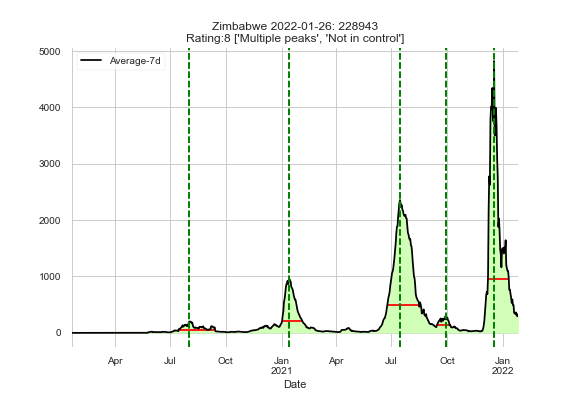 Zimbabwe 2022-01-26: 228943
Rating:8 ['Multiple peaks', 'Not in control']
Average-7d
5000
4000
3000
2000
1000
0
Apr
Jul
Oct
Jan
2021
Apr
Jul
Oct
Jan
2022
Date